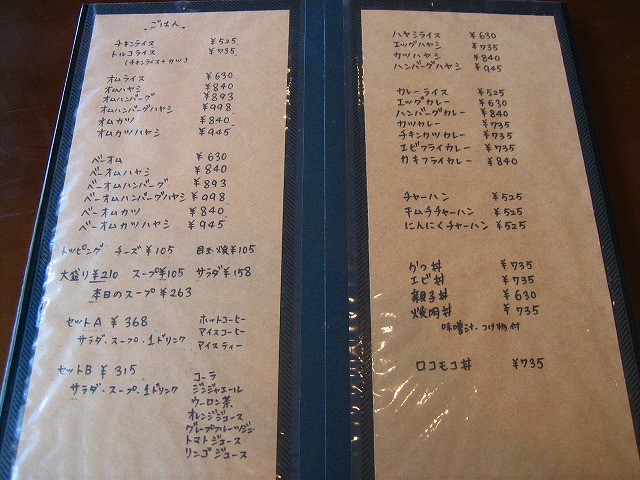 ごはん
チキンライス ¥525
トルコライス ¥735
(チキンライス+カツ)
オムライス ¥630
オムハヤシ ¥840
オムハンバーグ ¥893
オムハンバーグハヤシ ¥998
オムカツ ¥840
オムカツハヤシ ¥945
ベーオム ¥630
ベーオムハヤシ ¥840
ベーオムハンバーグ ¥893
ベーオムハンバーグハヤシ ¥998
ベーオムカツ ¥840
ベーオムカツハヤシ ¥945
トッピング チーズ ¥105 目玉焼 ¥105
大盛り ¥210 スープ ¥105 サラダ ¥158
本日のスープ ¥263
セットA ¥368
サラダ・スープ・1ドリンク
ホットコーヒー
アイスコーヒー
アイスティー
セットB ¥315
サラダ・スープ・1ドリンク
コーラ
ジンジャエール
ウーロン茶
オレンジジュース
グレープフルーツジュ
トマトジュース
リンゴジュース
ハヤシライス ¥630
エッグハヤシ ¥735
カツハヤシ ¥840
ハンバーグハヤシ ¥945
カレーライス ¥525
エッグカレー ¥630
ハンバーグカレー ¥840
カツカレー ¥735
チキンカツカレー ¥735
エビフライカレー ¥735
カキフライカレー ¥840
チャーハン ¥525
キムチチャーハン ¥525
にんにくチャーハン ¥525
かつ丼 ¥735
エビ丼 ¥735
親子丼 ¥630
焼肉丼 ¥735
味噌汁・つけ物付
ロコモコ丼 ¥735